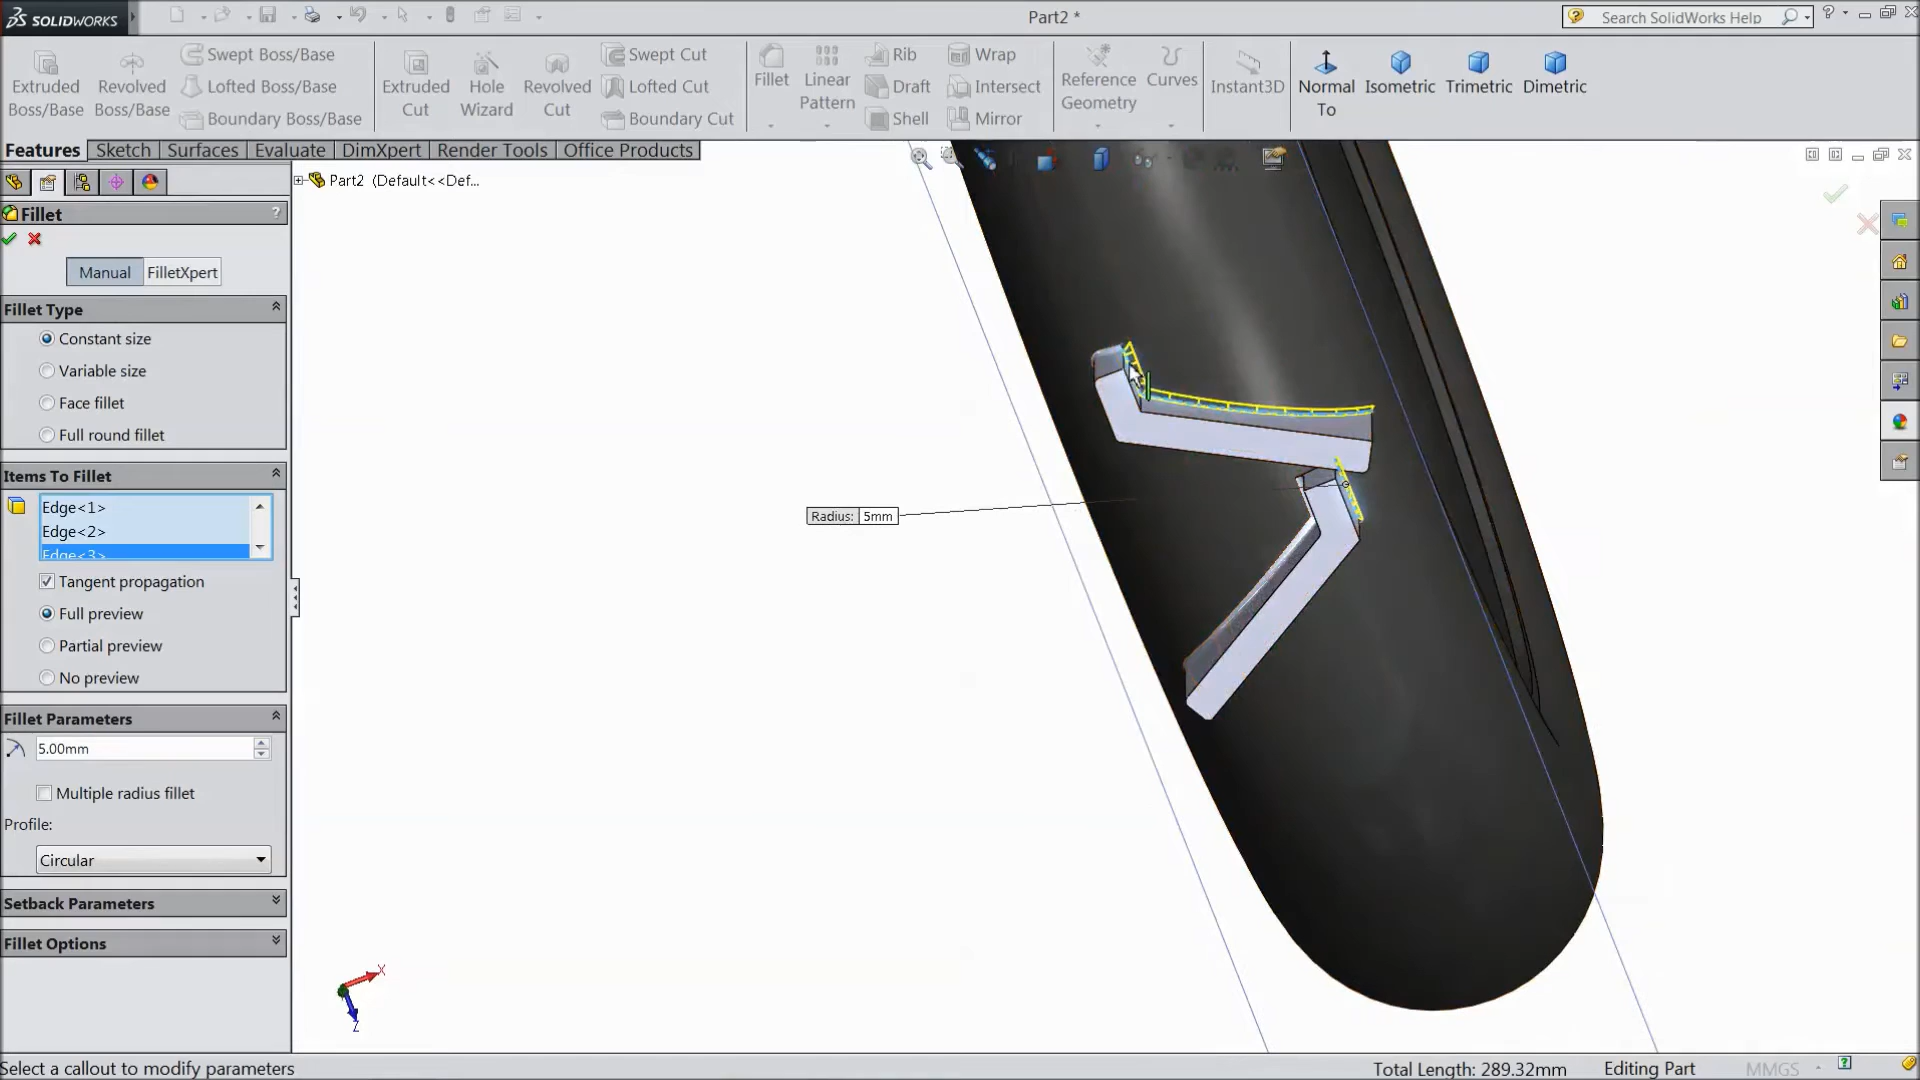 SOLIDWORKS
Part2 *
Search SolidWorks Help
Extruded Boss/Base
Revolved Boss/Base
Swept Boss/Base
Lofted Boss/Base
Boundary Boss/Base
Extruded Cut
Hole Wizard
Revolved Cut
Swept Cut
Lofted Cut
Boundary Cut
Fillet
Linear Pattern
Rib
Draft
Shell
Wrap
Intersect
Mirror
Reference Geometry
Curves
Instant3D
Normal To
Isometric
Trimetric
Dimetric
Features
Sketch
Surfaces
Evaluate
DimXpert
Render Tools
Office Products
Part2 (Default<<Def...
Fillet
?
Manual
FilletXpert
Fillet Type
Constant size
Variable size
Face fillet
Full round fillet
Items To Fillet
Edge<1>
Edge<2>
Edge<3>
Tangent propagation
Full preview
Partial preview
No preview
Fillet Parameters
5.00mm
Multiple radius fillet
Profile:
Circular
Setback Parameters
Fillet Options
Radius: 5mm
X
Z
Select a callout to modify parameters
Total Length: 289.32mm
Editing Part
MMGS